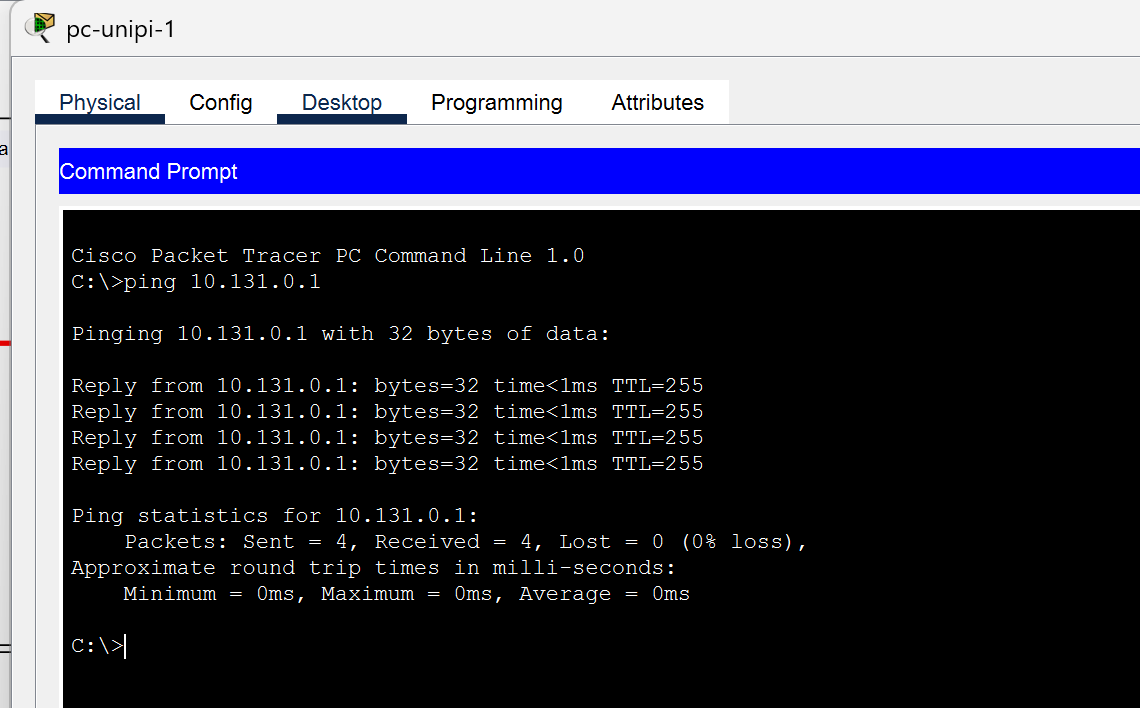 pc-unipi-1
Physical Config Desktop Programming Attributes
a
Command Prompt
Cisco Packet Tracer PC Command Line 1.0
C:\>ping 10.131.0.1
Pinging 10.131.0.1 with 32 bytes of data:
Reply from 10.131.0.1: bytes=32 time<1ms TTL=255
Reply from 10.131.0.1: bytes=32 time<1ms TTL=255
Reply from 10.131.0.1: bytes=32 time<1ms TTL=255
Reply from 10.131.0.1: bytes=32 time<1ms TTL=255
Ping statistics for 10.131.0.1:
Packets: Sent = 4, Received = 4, Lost = 0 (0% loss),
Approximate round trip times in milli-seconds:
Minimum = 0ms, Maximum = 0ms, Average = 0ms
C:\>